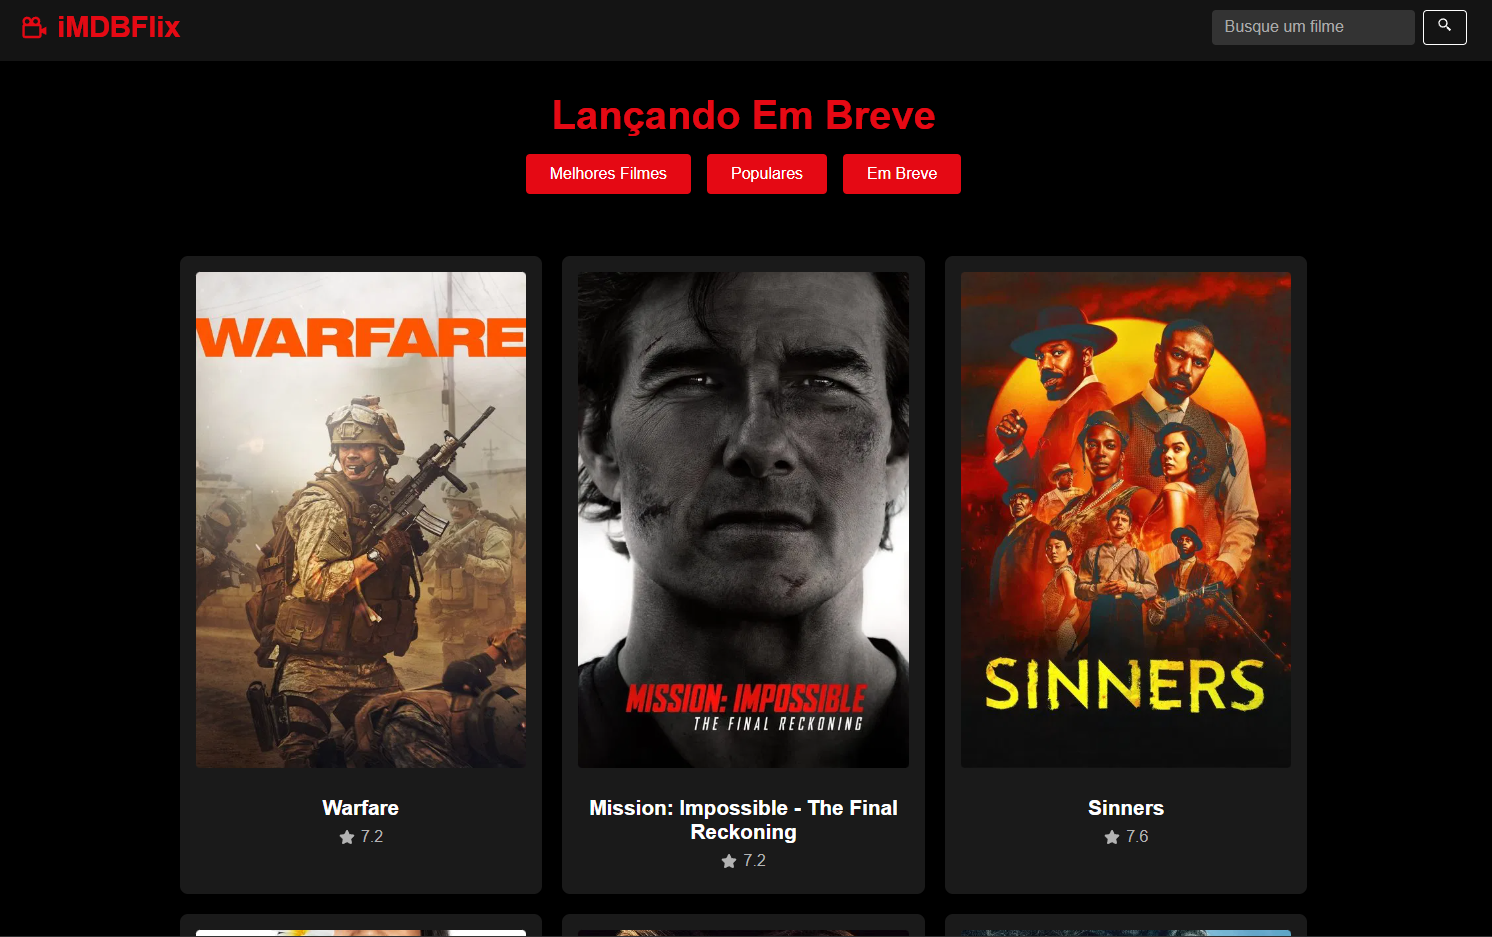 iMDBFlix
Busque um filme
Lançando Em Breve
Melhores Filmes
Populares
Em Breve
WARFARE
MISSION: IMPOSSIBLE
THE FINAL RECKONING
SINNERS
Warfare
7.2
Mission: Impossible - The Final
Reckoning
7.2
Sinners
7.6